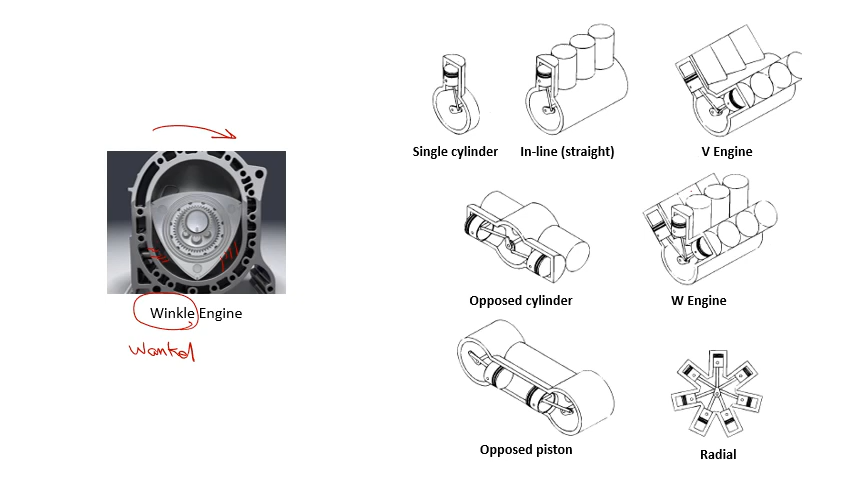 Single cylinder
In-line (straight)
V Engine
Opposed cylinder
W Engine
Winkle Engine
Wankel
Opposed piston
Radial